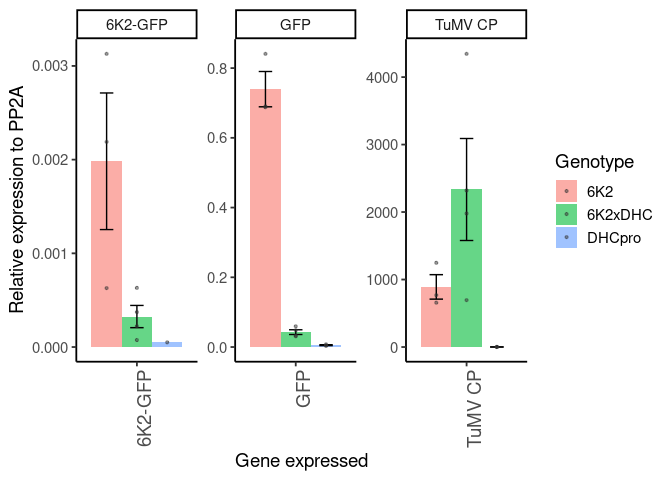 6K2-GFP
GFP
TuMV CP
Relative expression to PP2A
0.003
0.002
0.001
0.000
0.8
0.6
0.4
0.2
0.0
4000
3000
2000
1000
0
6K2-GFP
GFP
TuMV CP
Gene expressed
Genotype
6K2
6K2xDHC
DHCpro